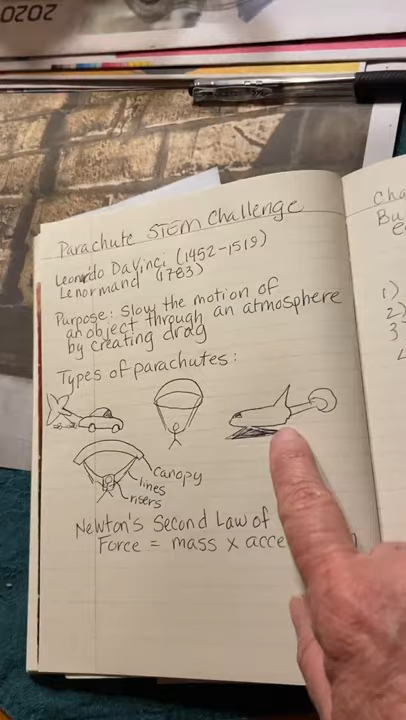 2020
Parachute STEM Challenge
Leonardo DaVinci (1452-1519)
Lenormand (1783)
Purpose: Slow the motion of
an object through an atmosphere
by creating drag
Types of parachutes:
canopy
lines
risers
Newton's Second Law of
Force = mass x acce
Cha
Bu
e
1)
2)
3